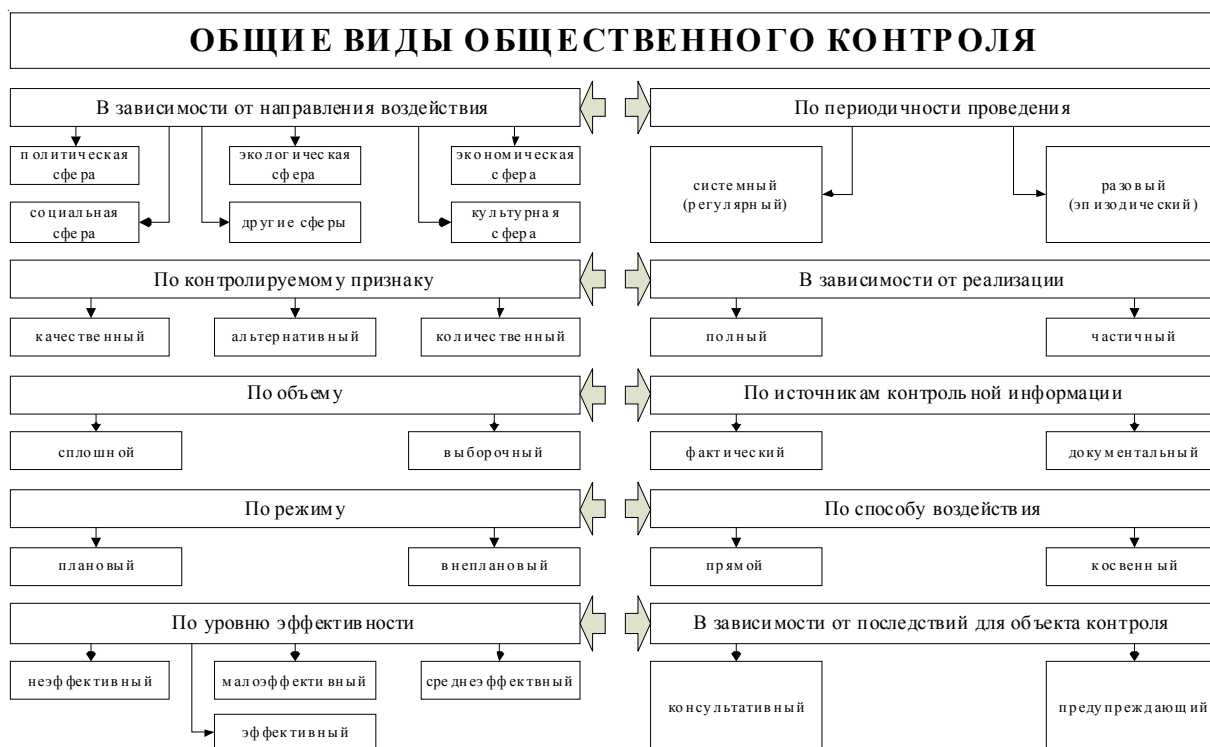 ОБЩИЕ ВИДЫ ОБЩЕСТВЕННОГО КОНТРОЛЯ
В зависимости от направления воздействия
политическая
сфера
экологическая
сфера
экономическая
сфера
социальная
сфера
другие сферы
культурная
сфера
По периодичности проведения
системный
(регулярный)
разовый
(эпизодический)
По контролируемому признаку
качественный
альтернативный
количественный
В зависимости от реализации
полный
частичный
По объему
сплошной
выборочный
По источникам контрольной информации
фактический
документальный
По режиму
плановый
внеплановый
По способу воздействия
прямой
косвенный
По уровню эффективности
неэффективный
малоэффективный
среднеэффектвный
эффективный
В зависимости от последствий для объекта контроля
консультативный
предупреждающий